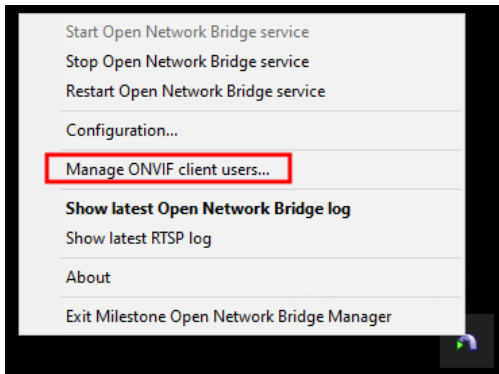 Start Open Network Bridge service
Stop Open Network Bridge service
Restart Open Network Bridge service
Configuration...
Manage ONVIF client users...
Show latest Open Network Bridge log
Show latest RTSP log
About
Exit Milestone Open Network Bridge Manager